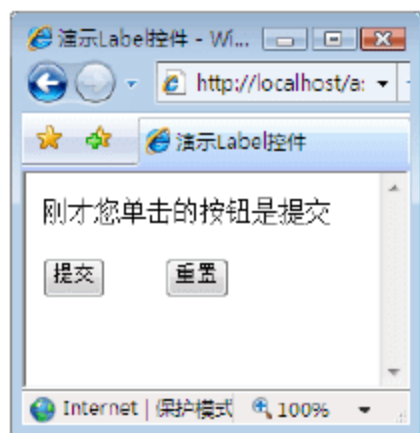 演示Label控件 - Wi...
http://localhost/a:
演示Label控件
刚才您单击的按钮是提交
提交 重置
Internet | 保护模式 100%